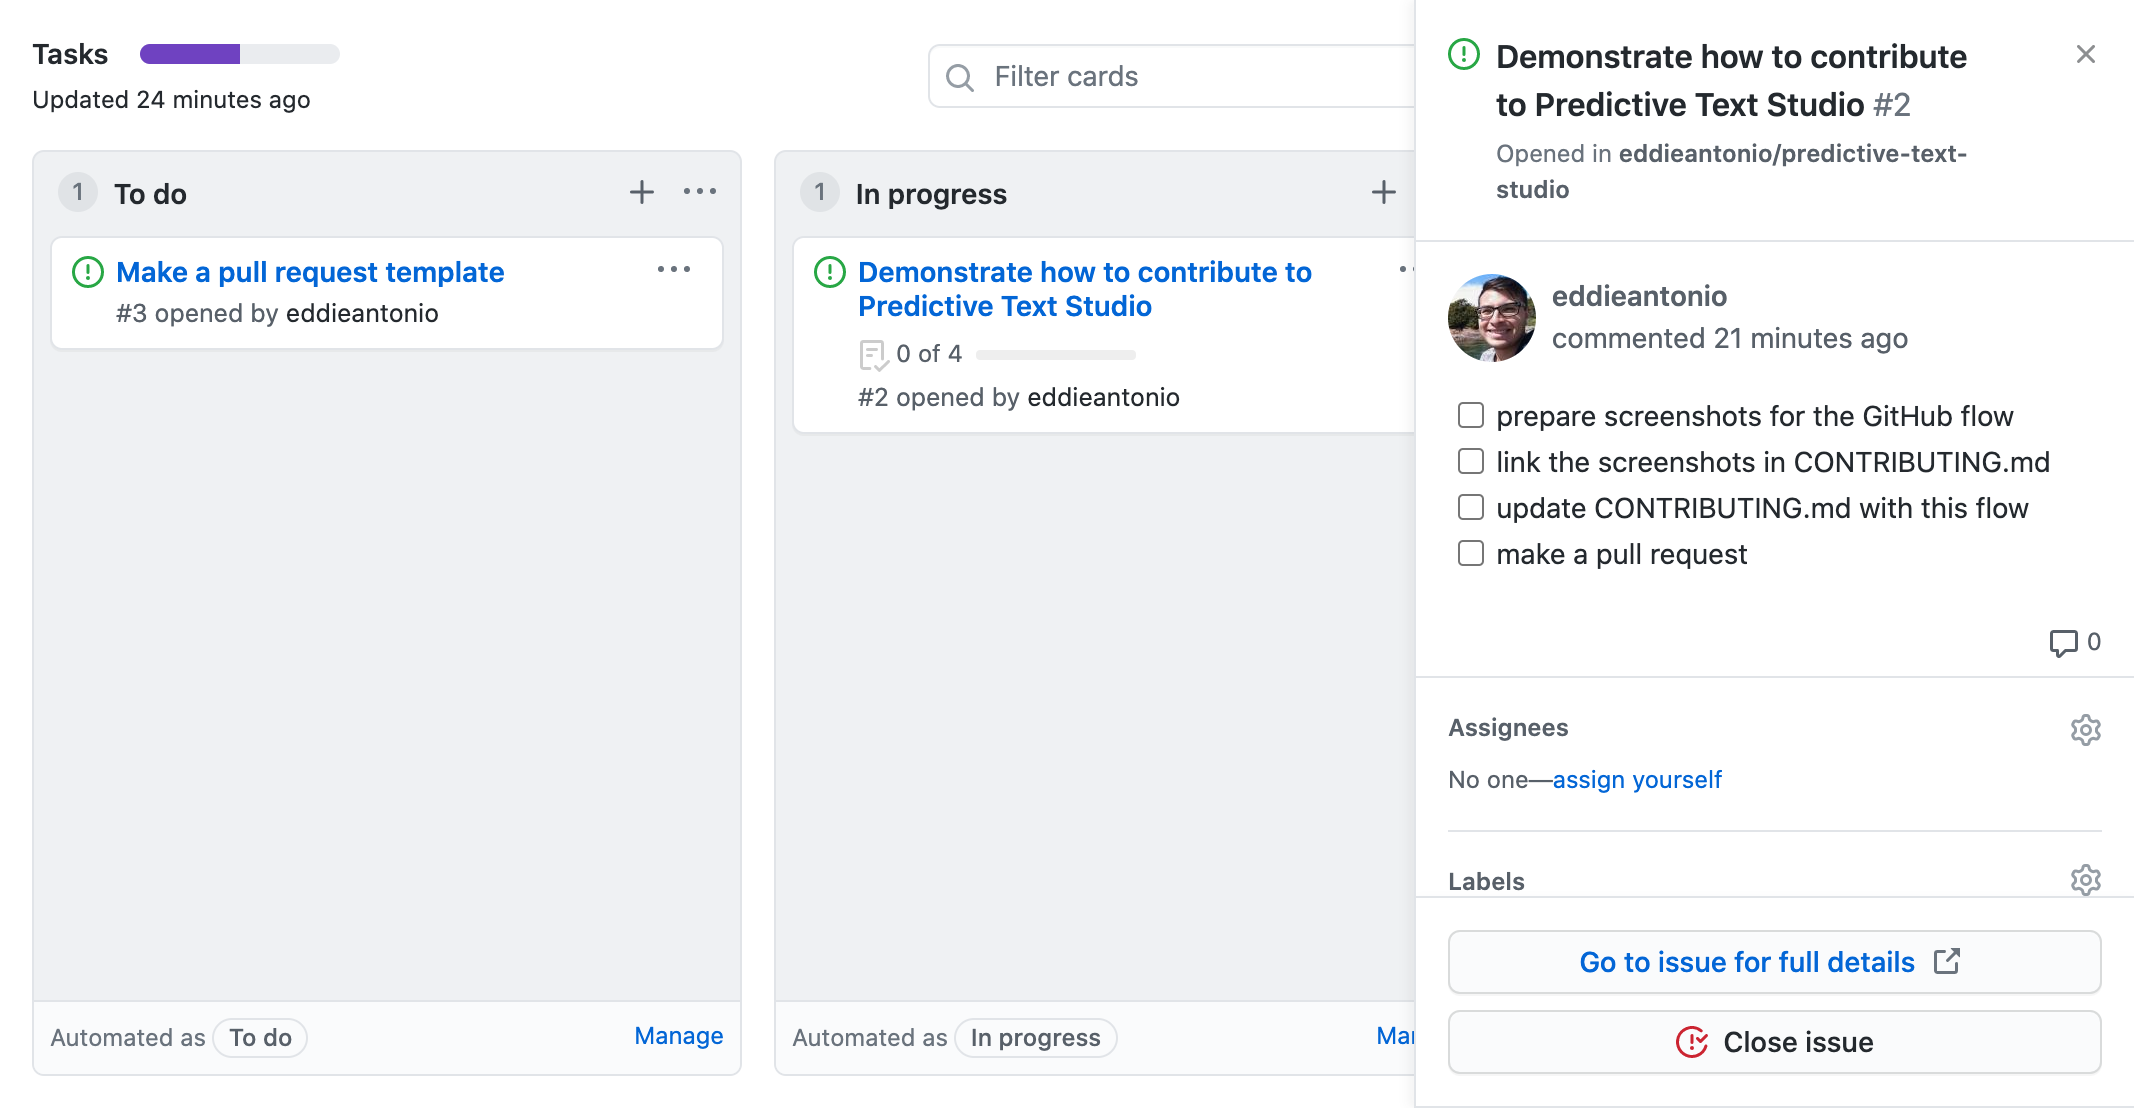 Tasks
Updated 24 minutes ago
Filter cards
1 To do
Make a pull request template
#3 opened by eddieantonio
Automated as To do
Manage
1 In progress
Demonstrate how to contribute to
Predictive Text Studio
0 of 4
#2 opened by eddieantonio
Automated as In progress
Demonstrate how to contribute
to Predictive Text Studio #2
Opened in eddieantonio/predictive-text-
studio
eddieantonio
commented 21 minutes ago
prepare screenshots for the GitHub flow
link the screenshots in CONTRIBUTING.md
update CONTRIBUTING.md with this flow
make a pull request
0
Assignees
No one—assign yourself
Labels
Go to issue for full details
Close issue